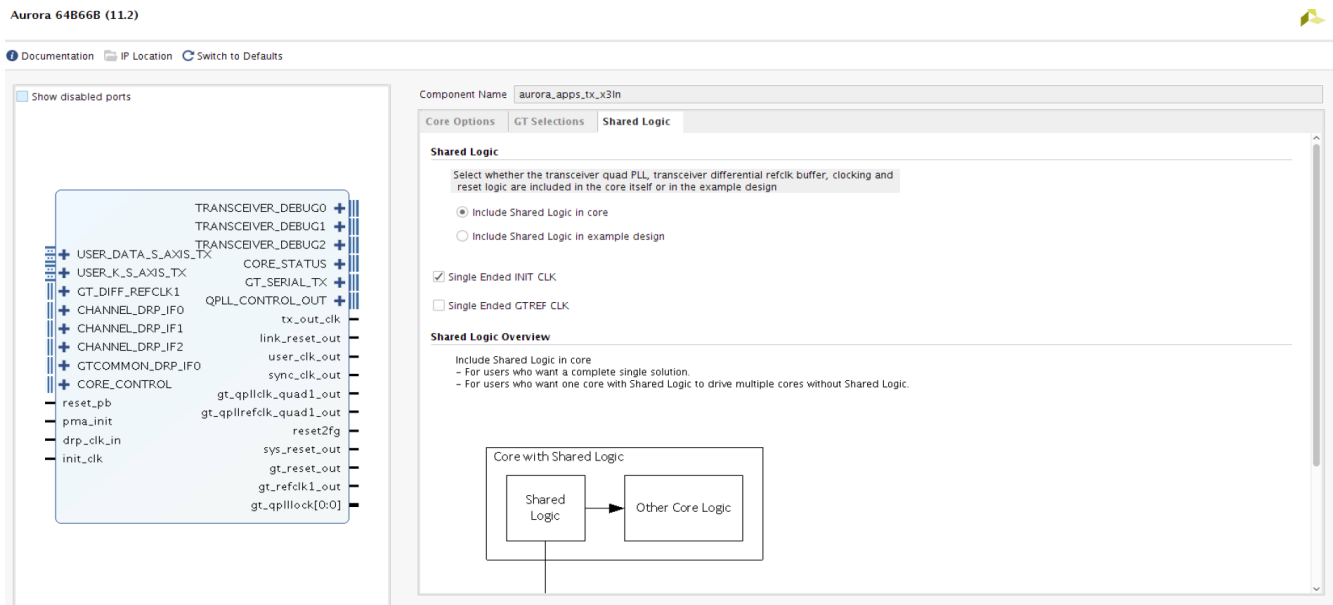 Aurora 64B66B (11.2)
Documentation IP Location Switch to Defaults
Show disabled ports
TRANSCEIVER_DEBUG0
TRANSCEIVER_DEBUG1
TRANSCEIVER_DEBUG2
USER_DATA_S_AXIS_TX
CORE_STATUS
USER_K_S_AXIS_TX
GT_SERIAL_TX
GT_DIFF_REFCLK1
QPLL_CONTROL_OUT
CHANNEL_DRP_IF0
tx_out_clk
CHANNEL_DRP_IF1
link_reset_out
CHANNEL_DRP_IF2
user_clk_out
GTCOMMON_DRP_IF0
sync_clk_out
CORE_CONTROL
gt_qpllclk_quad1_out
reset_pb
gt_qpllrefclk_quad1_out
pma_init
reset2fg
drp_clk_in
sys_reset_out
init_clk
gt_reset_out
gt_refclk1_out
gt_qplllock[0:0]
Component Name aurora_apps_tx_x3ln
Core Options GT Selections Shared Logic
Shared Logic
Select whether the transceiver quad PLL, transceiver differential refclk buffer, clocking and
reset logic are included in the core itself or in the example design
Include Shared Logic in core
Include Shared Logic in example design
Single Ended INIT CLK
Single Ended GTREF CLK
Shared Logic Overview
Include Shared Logic in core
- For users who want a complete single solution.
- For users who want one core with Shared Logic to drive multiple cores without Shared Logic.
Core with Shared Logic
Shared
Logic
Other Core Logic